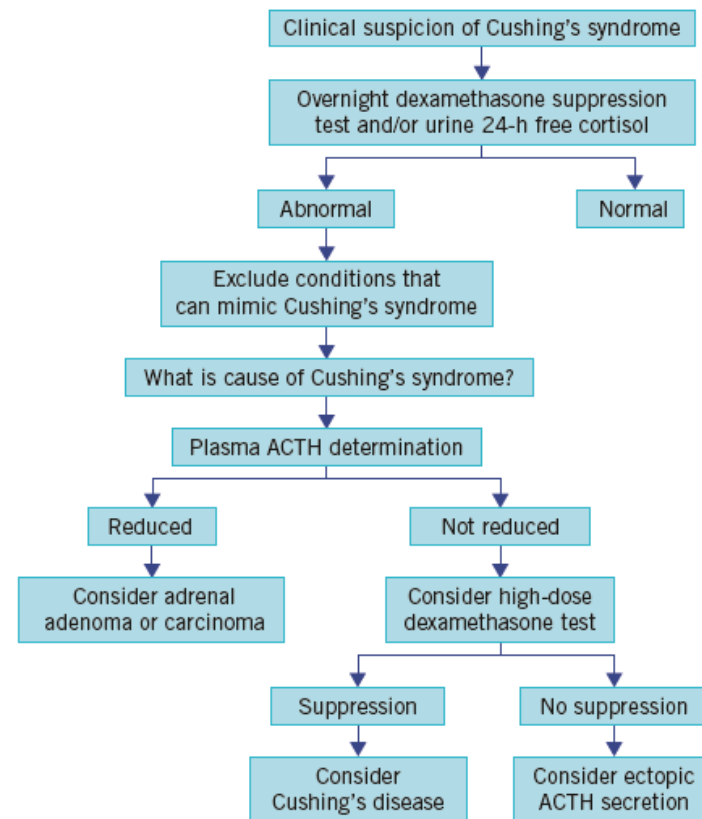 Clinical suspicion of Cushing's syndrome
Overnight dexamethasone suppression
test and/or urine 24-h free cortisol
Abnormal
Normal
Exclude conditions that
can mimic Cushing's syndrome
What is cause of Cushing's syndrome?
Plasma ACTH determination
Reduced
Not reduced
Consider adrenal
adenoma or carcinoma
Consider high-dose
dexamethasone test
Suppression
No suppression
Consider
Cushing's disease
Consider ectopic
ACTH secretion